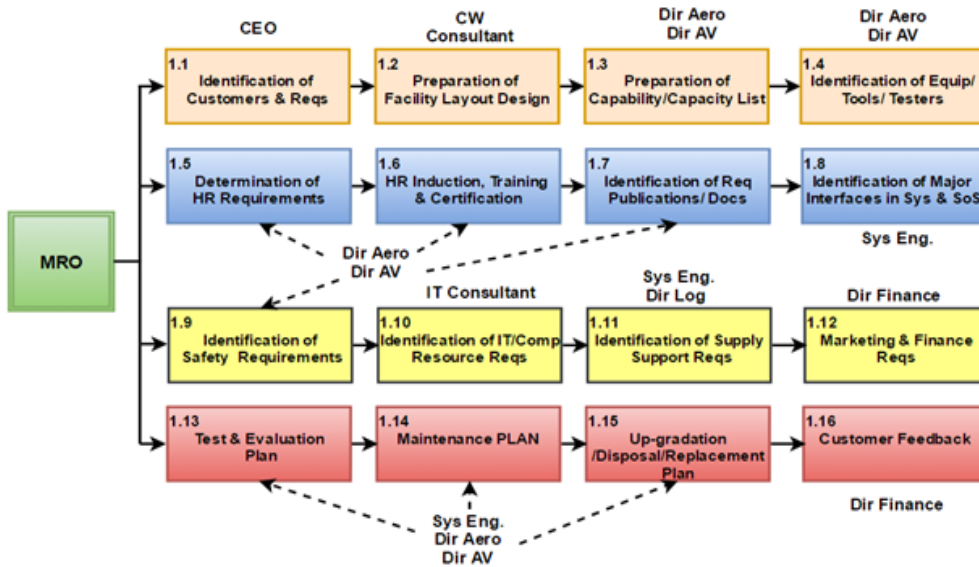 CEO
CW
Consultant
Dir Aero
Dir AV
Dir Aero
Dir AV
1.1
Identification of
Customers & Reqs
1.2
Preparation of
Facility Layout Design
1.3
Preparation of
Capability/Capacity List
1.4
Identification of Equip/
Tools/ Testers
1.5
Determination of
HR Requirements
1.6
HR Induction, Training
& Certification
1.7
Identification of Req
Publications/ Docs
1.8
Identification of Major
Interfaces in Sys & SoS
MRO
Dir Aero
Dir AV
Sys Eng.
IT Consultant
Sys Eng.
Dir Log
Dir Finance
1.9
Identification of
Safety Requirements
1.10
Identification of IT/Comp
Resource Reqs
1.11
Identification of Supply
Support Reqs
1.12
Marketing & Finance
Reqs
1.13
Test & Evaluation
Plan
1.14
Maintenance PLAN
1.15
Up-gradation
/Disposal/Replacement
Plan
1.16
Customer Feedback
Sys Eng.
Dir Aero
Dir AV
Dir Finance